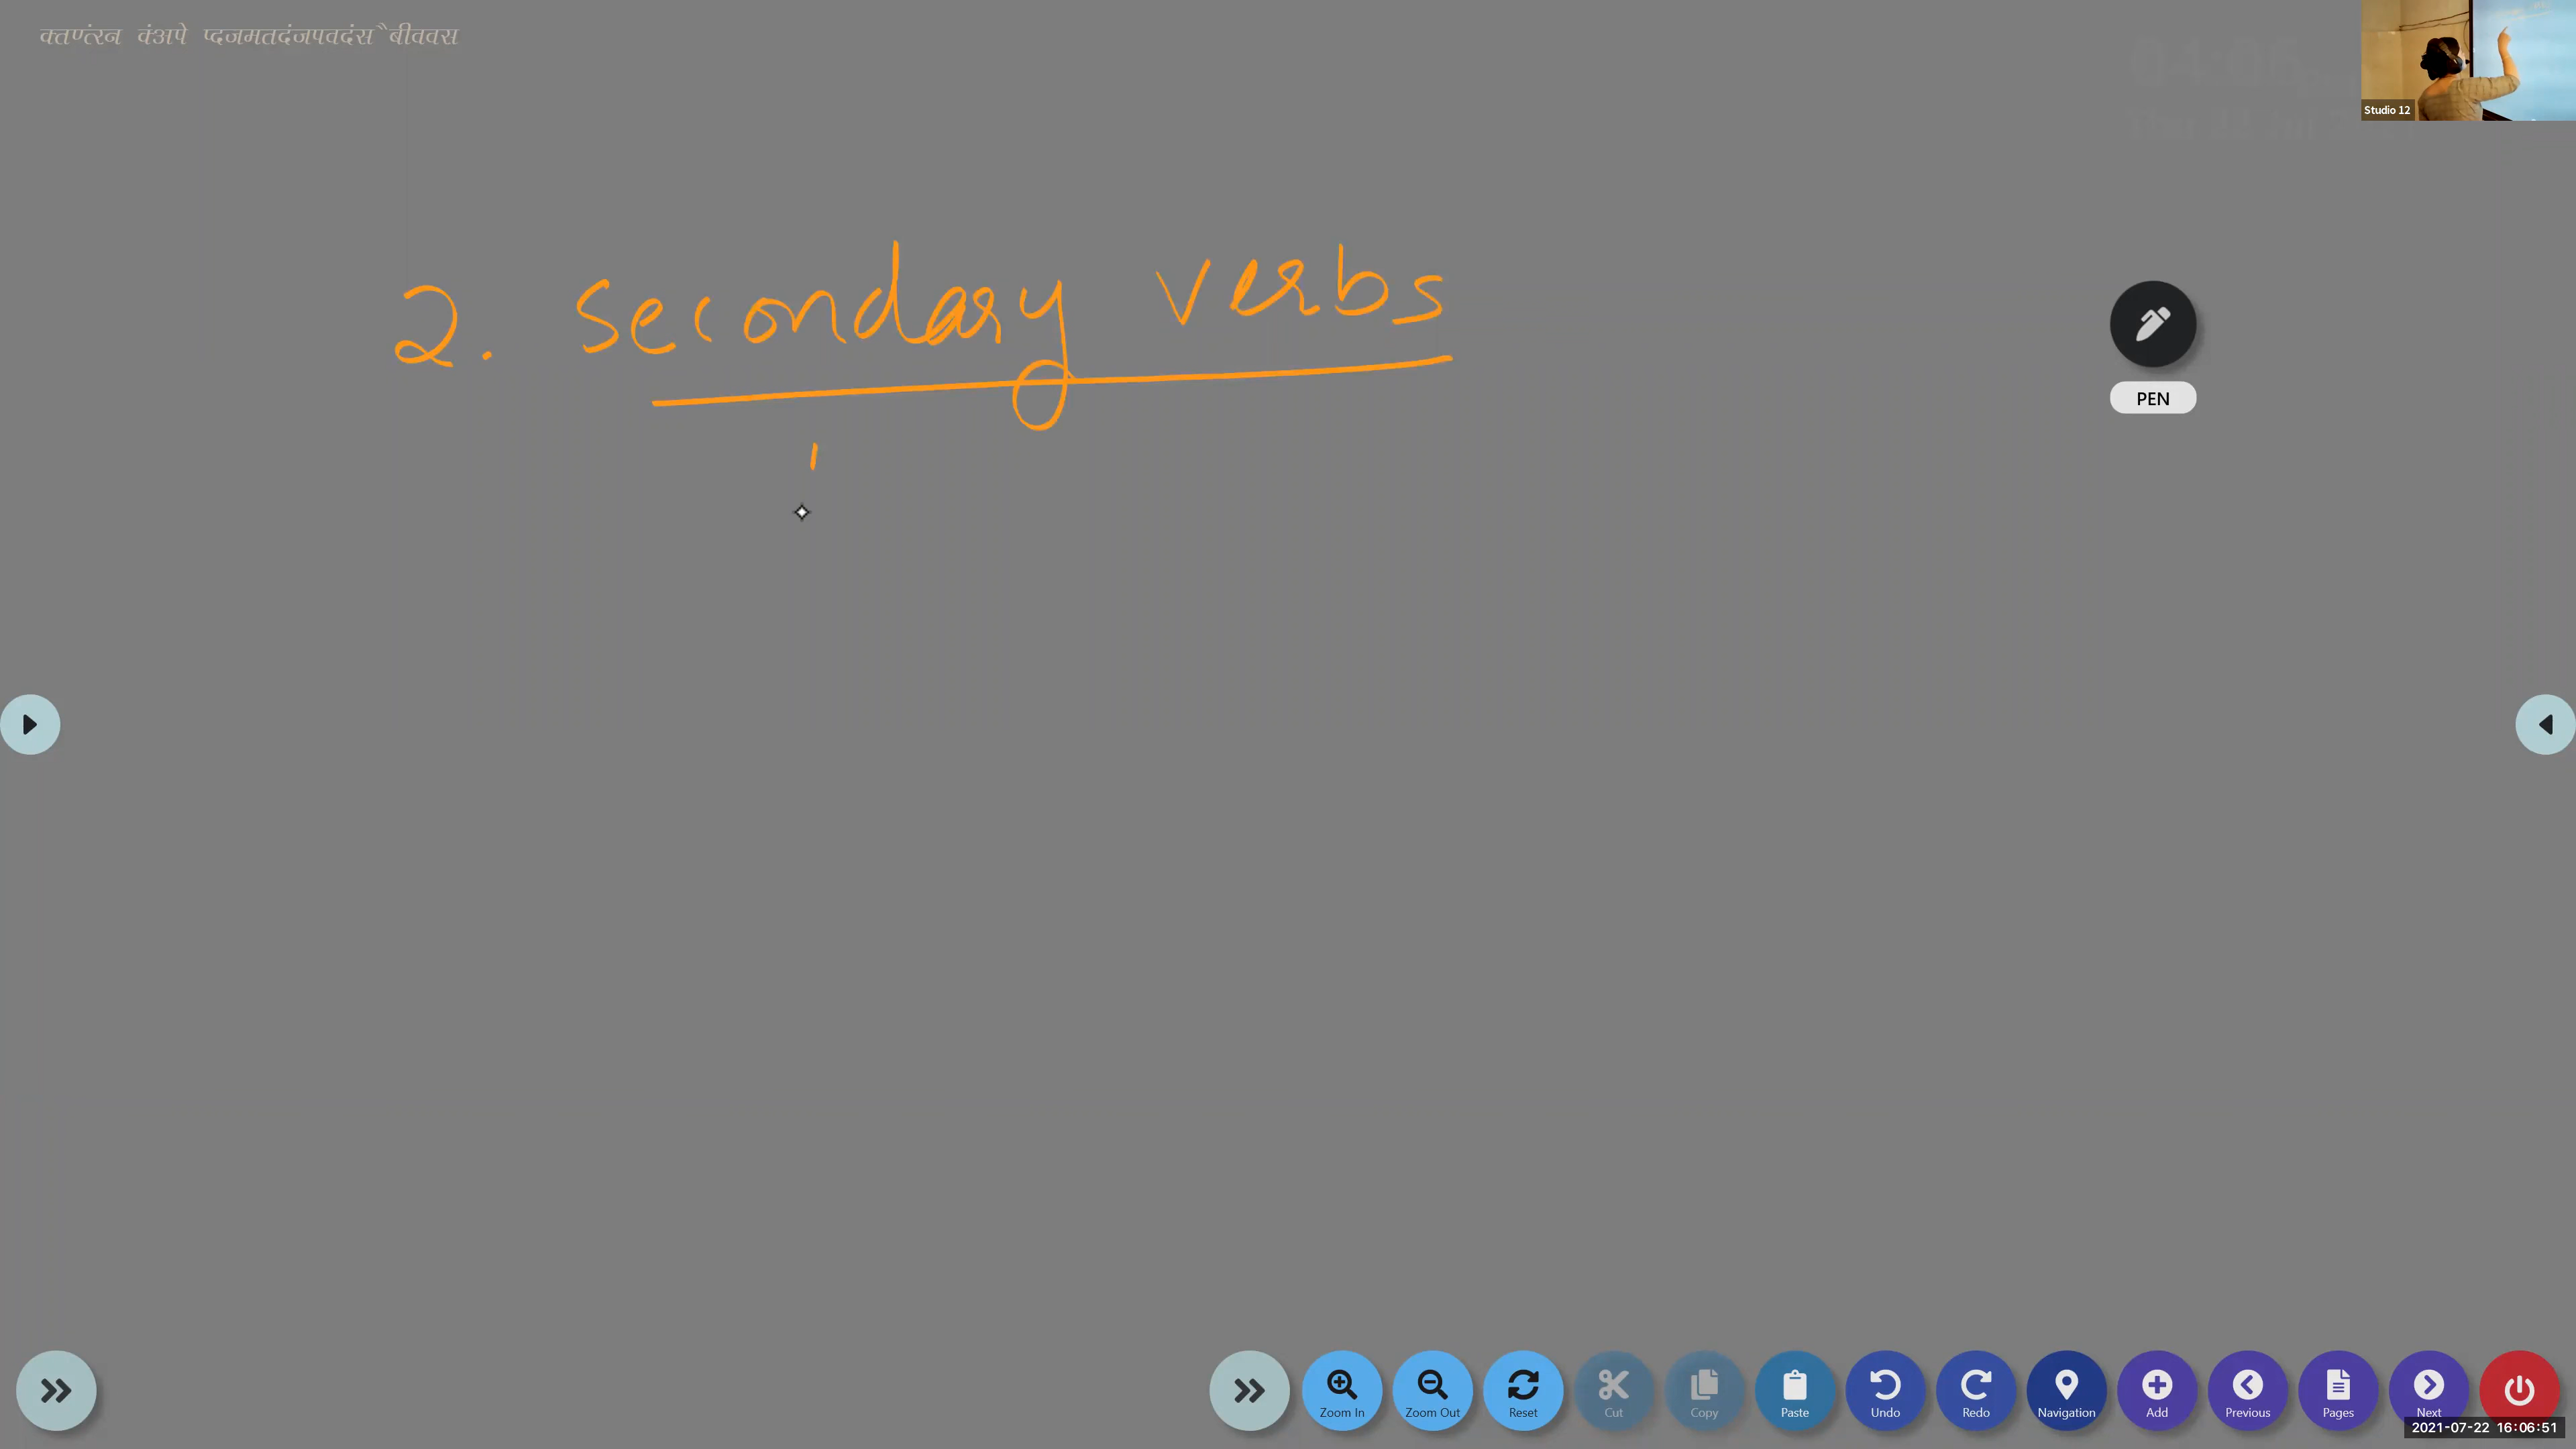 क्तण्त्ंरन कंअपे प्दजमतदंजपवदंस ैबीववस
Studio 12
2. Secondary verbs
PEN
Zoom In Zoom Out Reset Cut Copy Paste Undo Redo Navigation Add Previous Pages Next
2021-07-22 16:06:51